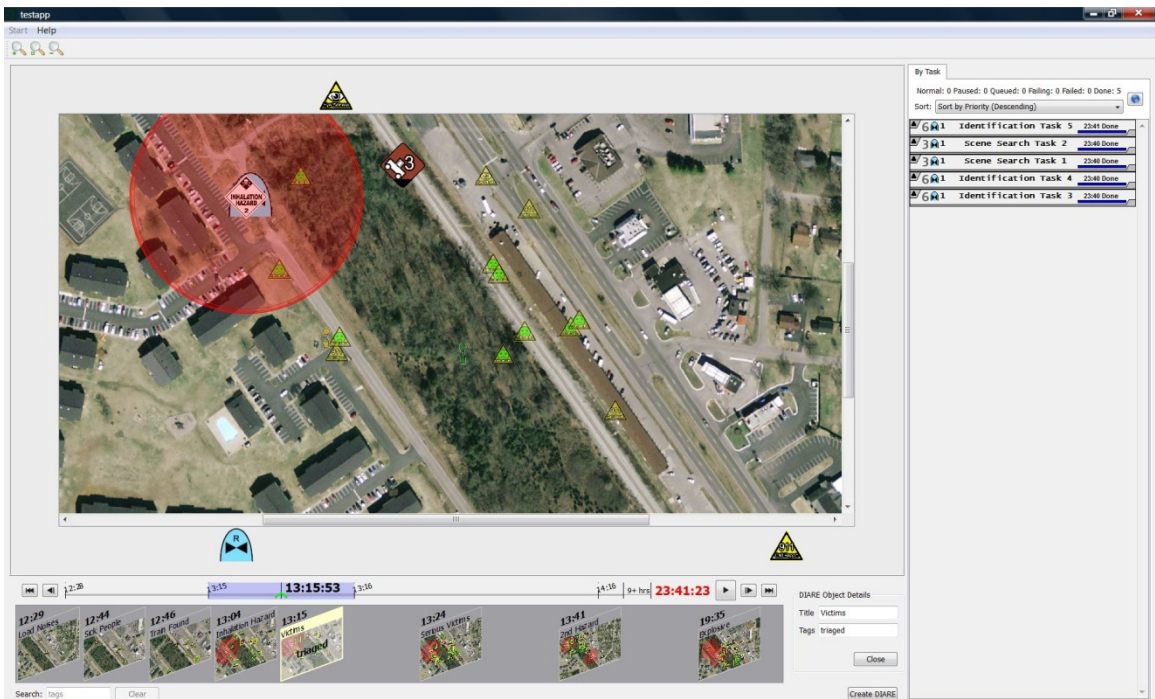 testapp
Start Help
By Task
Normal: 0 Paused: 0 Queued: 0 Failing: 0 Failed: 0 Done: 5
Sort: Sort by Priority (Descending)
6 1 Identification Task 5 23:41 Done
3 1 Scene Search Task 2 23:40 Done
3 1 Scene Search Task 1 23:40 Done
6 1 Identification Task 4 23:40 Done
6 1 Identification Task 3 23:40 Done
3
INHALATION
HAZARD
2
R
911
12:28 13:15 13:15:53 13:16 14:16 9+ hrs 23:41:23
12:29 12:44 12:46 13:04 13:15 13:24 13:41 19:35
Load Noises Sick People Train Found Inhalation Hazard Victims Serious Victims 2nd Hazard Explosive
triaged
DIARE Object Details
Title Victims
Tags triaged
Close
Search: tags Clear Create DIARE